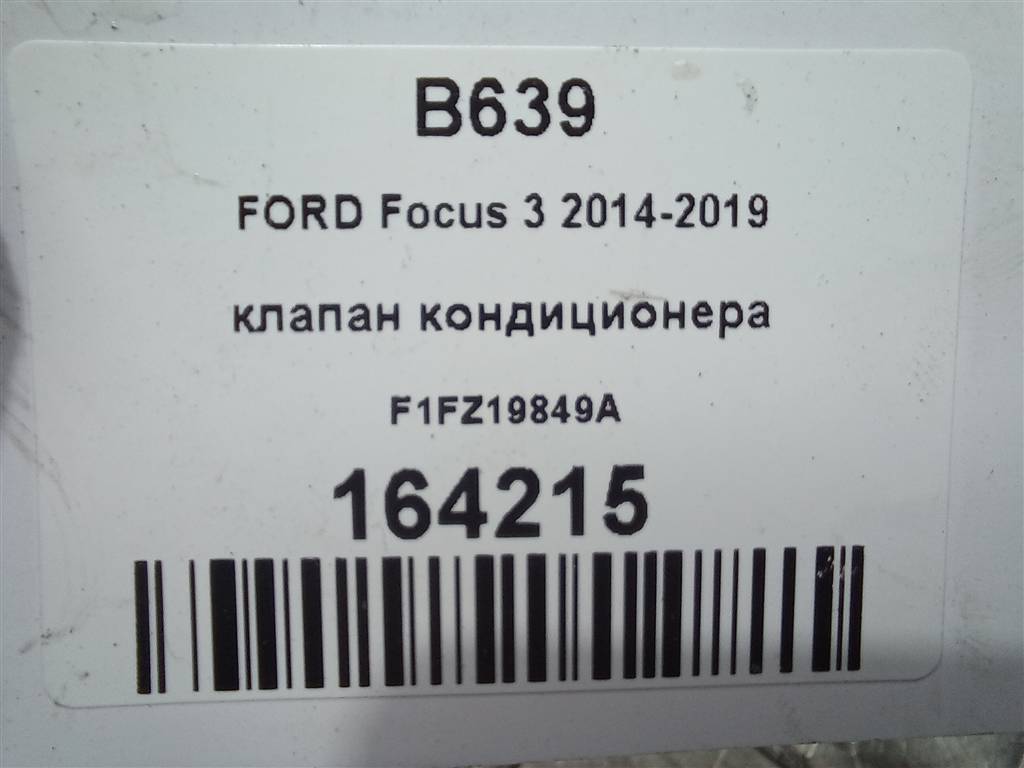 B639
FORD Focus 3 2014-2019
клапан кондиционера
F1FZ19849A
164215